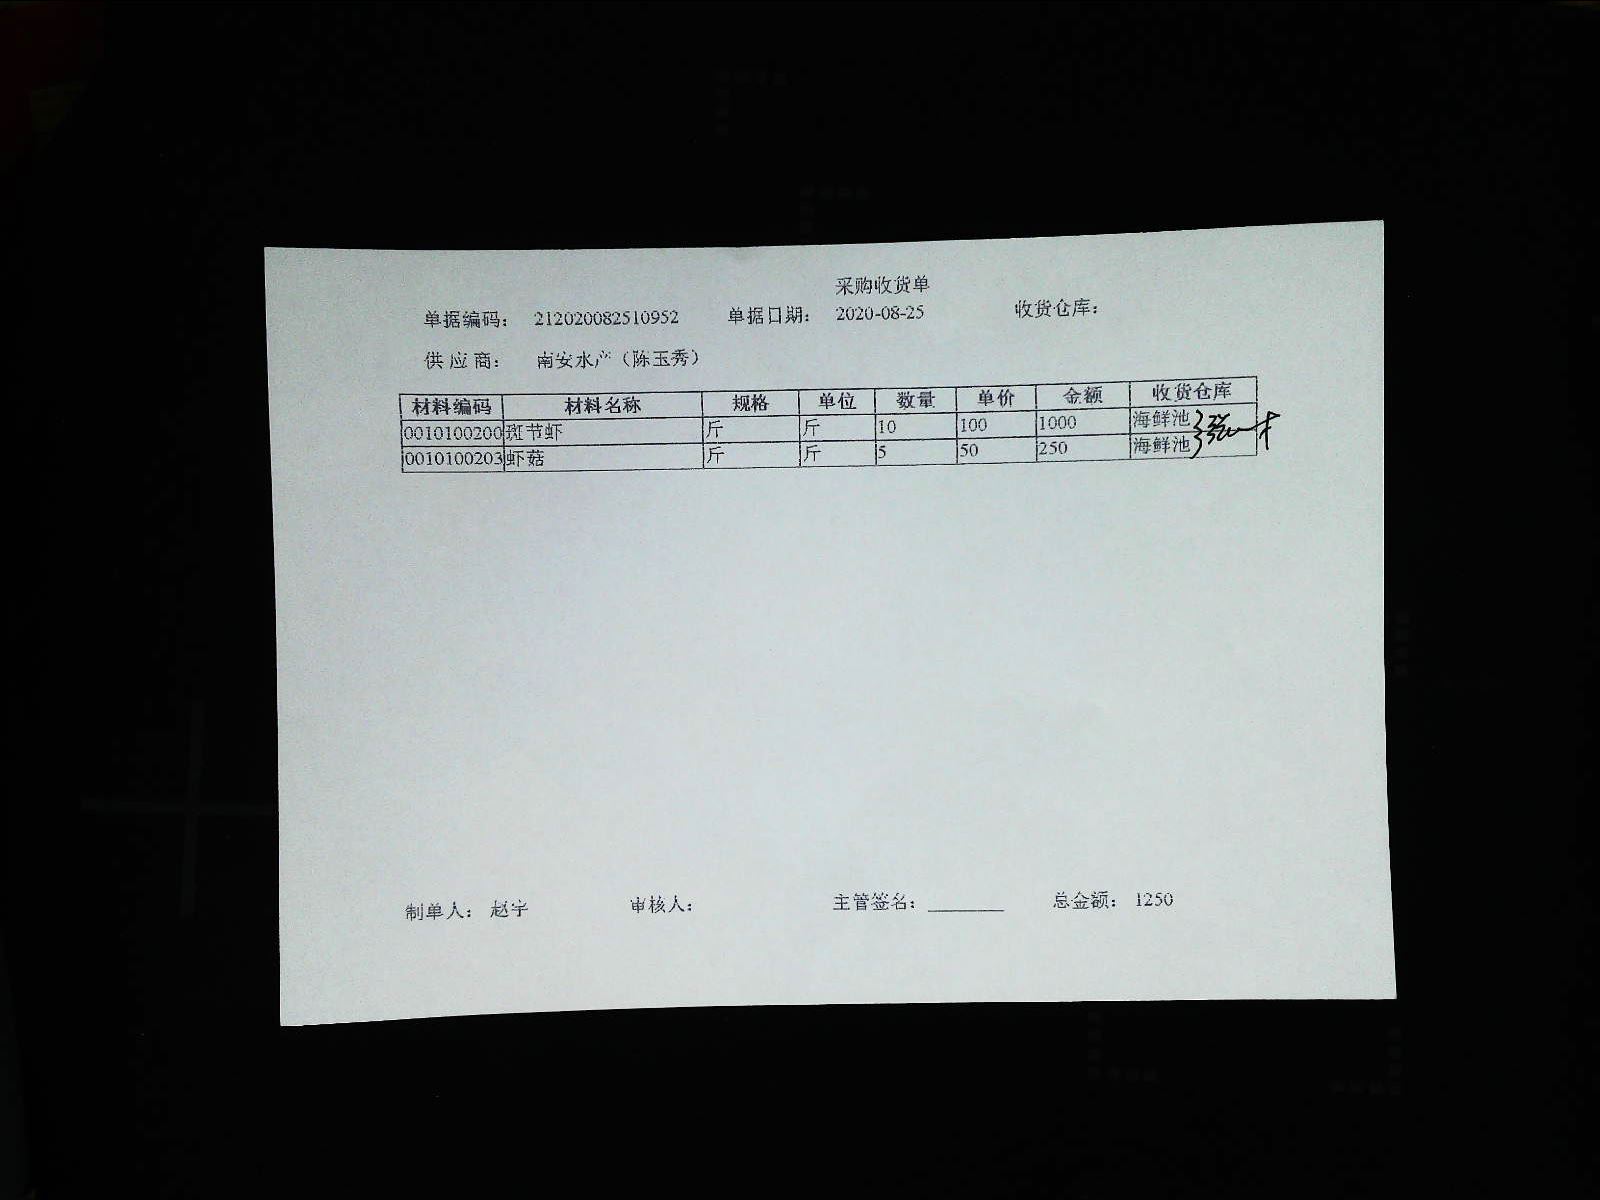 采购收货单
单据编码: 212020082510952 单据日期: 2020-08-25 收货仓库:
供应商: 南安水产（陈玉秀）
材料编码 材料名称 规格 单位 数量 单价 金额 收货仓库
0010100200 斑节虾 斤 斤 10 100 1000 海鲜池
0010100203 虾菇 斤 斤 5 50 250 海鲜池
制单人: 赵宇 审核人: 主管签名: 总金额: 1250